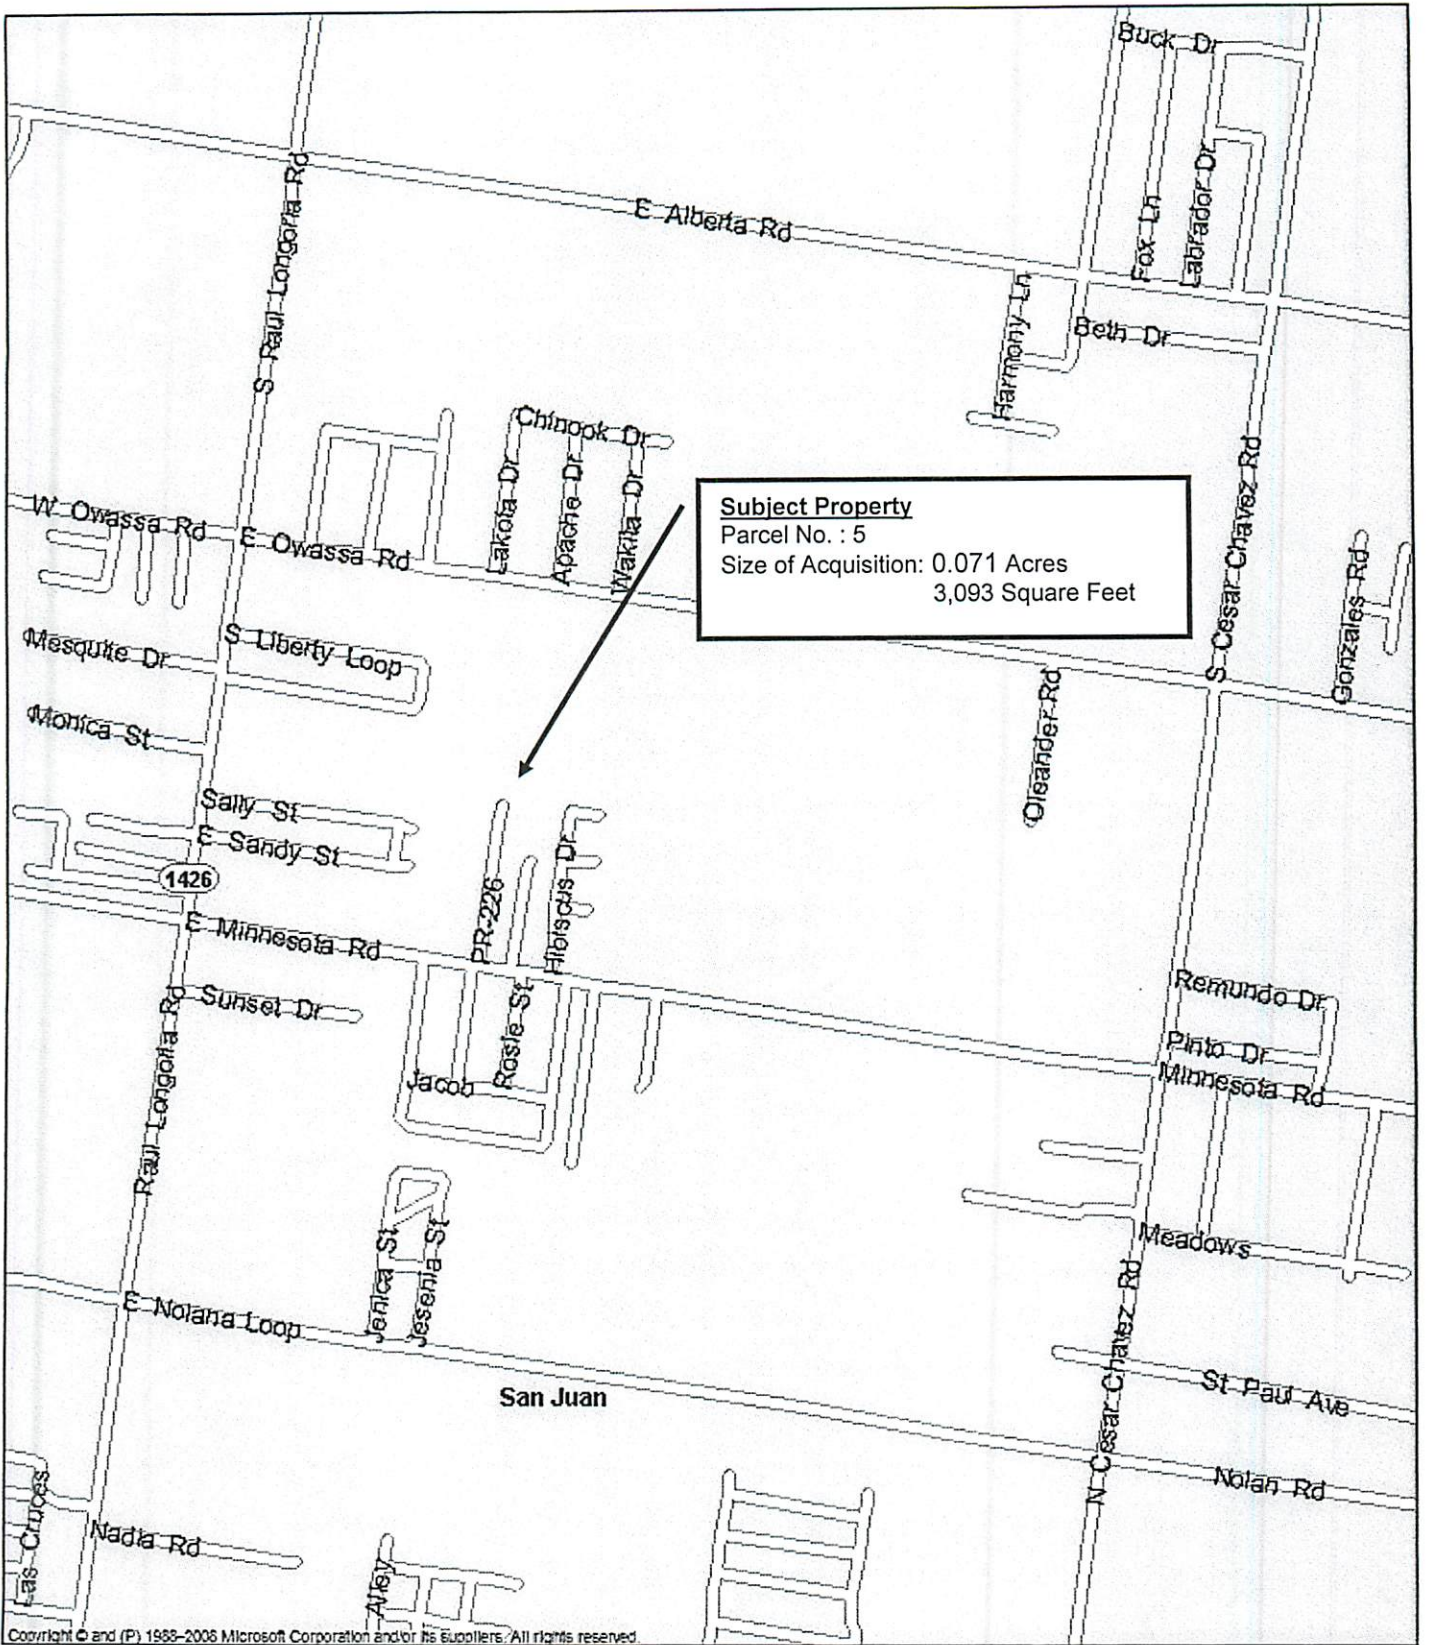 Buck Dr
S Raul Longoria Rd
E Alberta Rd
Fox Ln
Labrador Dr
Harmony Ln
Beth Dr
Chinook Dr
Lakota Dr
Apache Dr
Wakita Dr
S Cesar Chavez Rd
W Owassa Rd
E Owassa Rd
Subject Property
Parcel No. : 5
Size of Acquisition: 0.071 Acres
3,093 Square Feet
Gonzales Rd
Mesquite Dr
S Liberty Loop
Oleander Rd
Monica St
Sally St
E Sandy St
1426
PR-226
Hibiscus Dr
E Minnesota Rd
Sunset Dr
Raul Longoria Rd
Rosie St
Jacob
Remundo Dr
Pinto Dr
Minnesota Rd
Meadows
Jenica St
Jesenia St
E Nolana Loop
San Juan
N Cesar Chavez Rd
St Paul Ave
Nolan Rd
Las Cruces
Nadia Rd
Alley
Copyright © and (P) 1988–2006 Microsoft Corporation and/or its suppliers. All rights reserved.